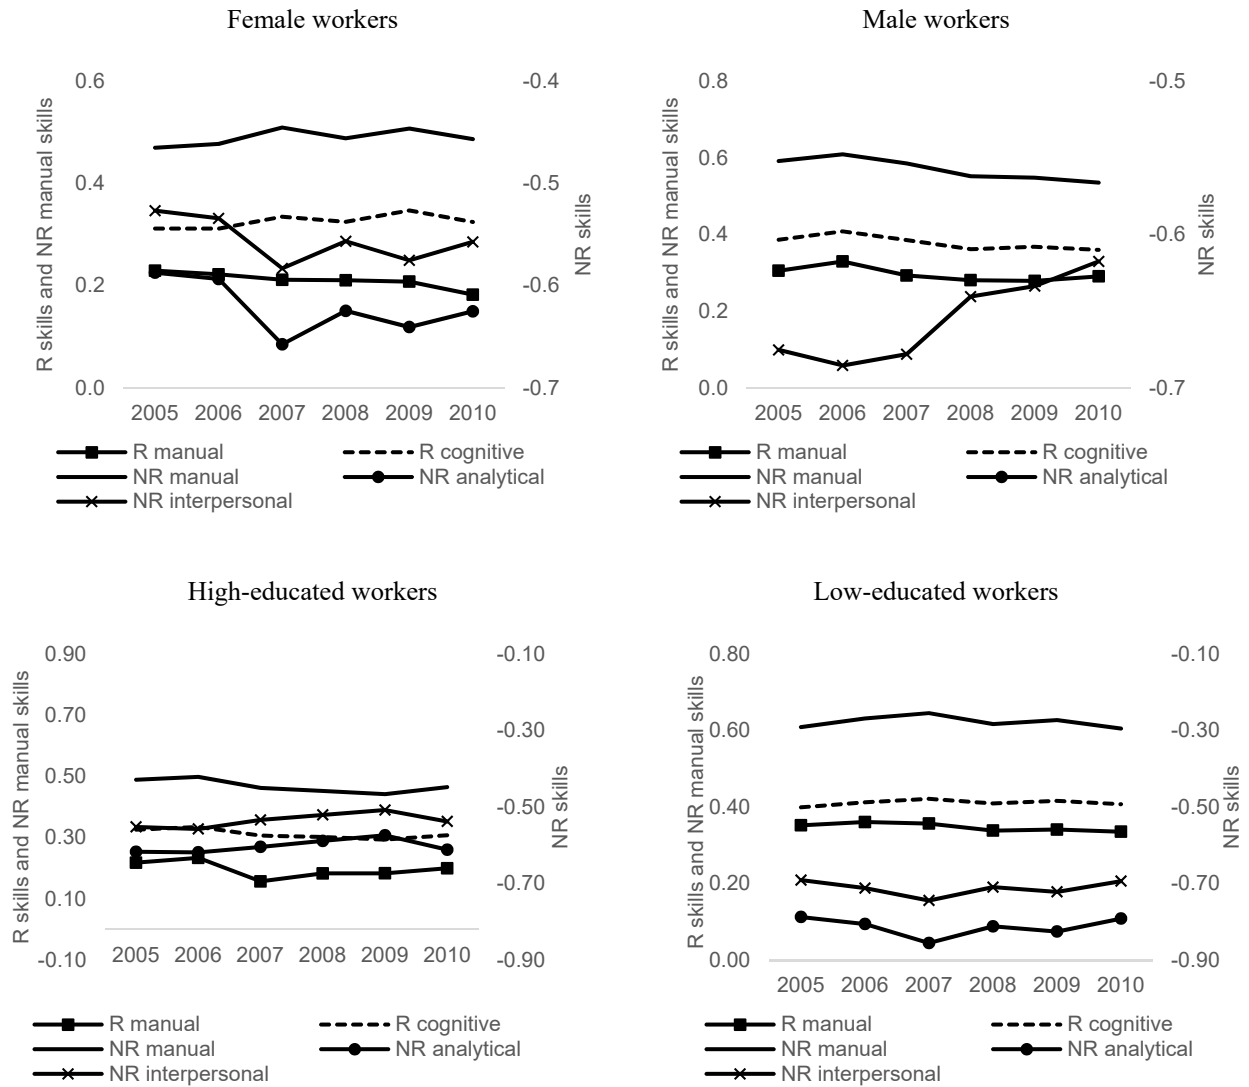 Female workers
0.6
0.4
0.2
0.0
R skills and NR manual skills
-0.4
-0.5
-0.6
-0.7
NR skills
2005 2006 2007 2008 2009 2010
R manual R cognitive
NR manual NR analytical
NR interpersonal
Male workers
0.8
0.6
0.4
0.2
0.0
R skills and NR manual skills
-0.5
-0.6
-0.7
NR skills
2005 2006 2007 2008 2009 2010
R manual R cognitive
NR manual NR analytical
NR interpersonal
High-educated workers
0.90
0.70
0.50
0.30
0.10
-0.10
R skills and NR manual skills
-0.10
-0.30
-0.50
-0.70
-0.90
NR skills
2005 2006 2007 2008 2009 2010
R manual R cognitive
NR manual NR analytical
NR interpersonal
Low-educated workers
0.80
0.60
0.40
0.20
0.00
R skills and NR manual skills
-0.10
-0.30
-0.50
-0.70
-0.90
NR skills
2005 2006 2007 2008 2009 2010
R manual R cognitive
NR manual NR analytical
NR interpersonal